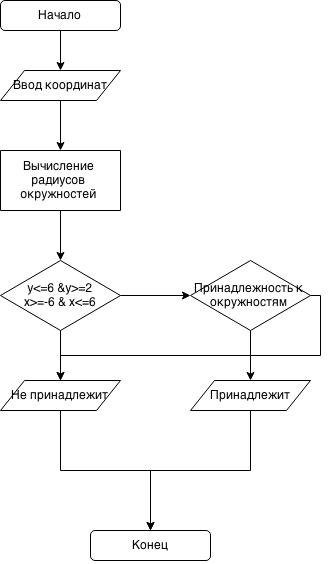 Начало
Ввод координат
Вычисление
радиусов
окружностей
y<=6 &y>=2
x>=-6 & x<=6
Принадлежность к
окружностям
Не принадлежит
Принадлежит
Конец